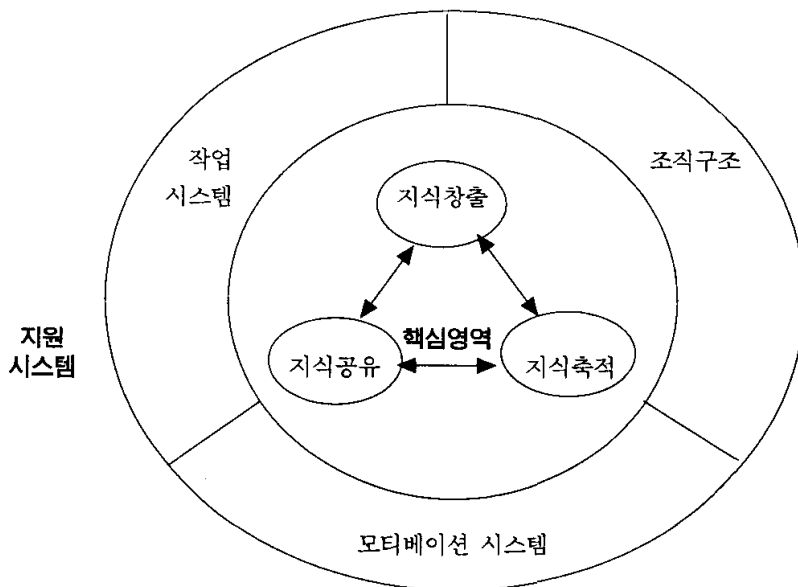 작업
시스템
조직구조
지식창출
지원
시스템
핵심영역
지식공유
지식축적
모티베이션 시스템